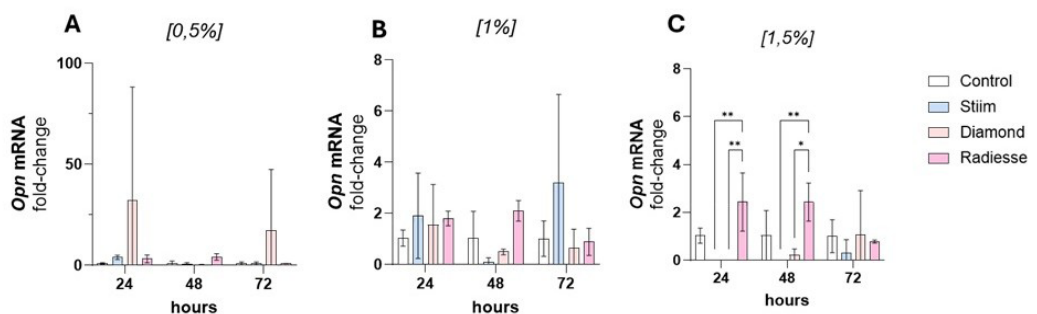 A
[0,5%]
Opn mRNA
fold-change
100
50
0
24
48
72
hours
B
[1%]
Opn mRNA
fold-change
8
6
4
2
0
24
48
72
hours
C
[1,5%]
Opn mRNA
fold-change
8
6
4
2
0
**
**
**
*
24
48
72
hours
Control
Stiim
Diamond
Radiesse